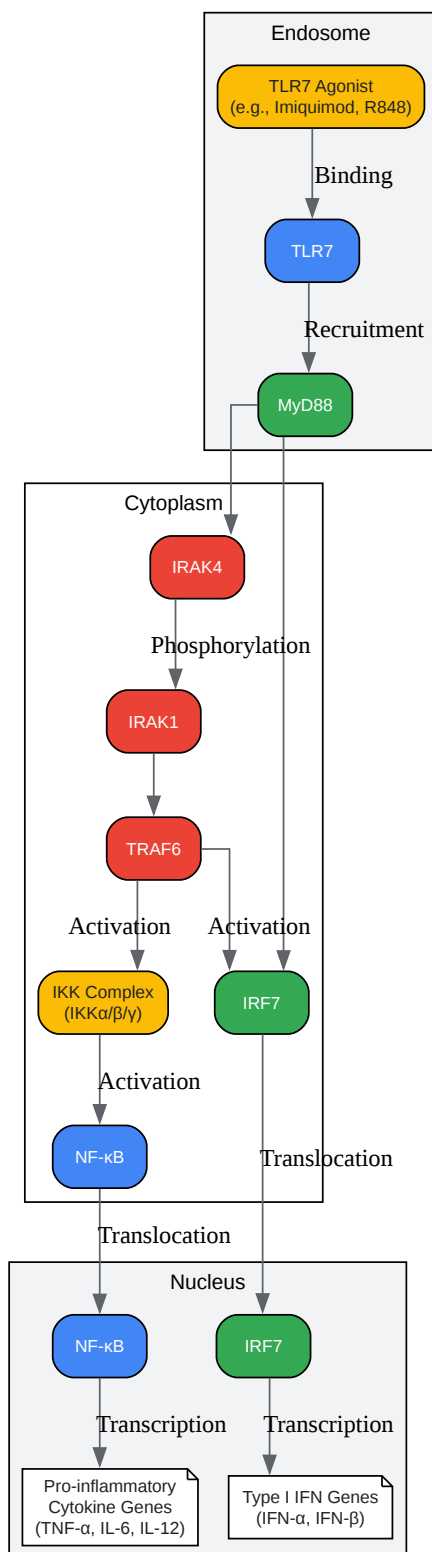 Endosome
TLR7 Agonist
(e.g., Imiquimod, R848)
Binding
TLR7
Recruitment
MyD88
Cytoplasm
IRAK4
Phosphorylation
IRAK1
TRAF6
Activation
Activation
IKK Complex
(IKKα/β/γ)
IRF7
Activation
NF-κB
Translocation
Translocation
Nucleus
NF-κB
IRF7
Transcription
Transcription
Pro-inflammatory
Cytokine Genes
(TNF-α, IL-6, IL-12)
Type I IFN Genes
(IFN-α, IFN-β)